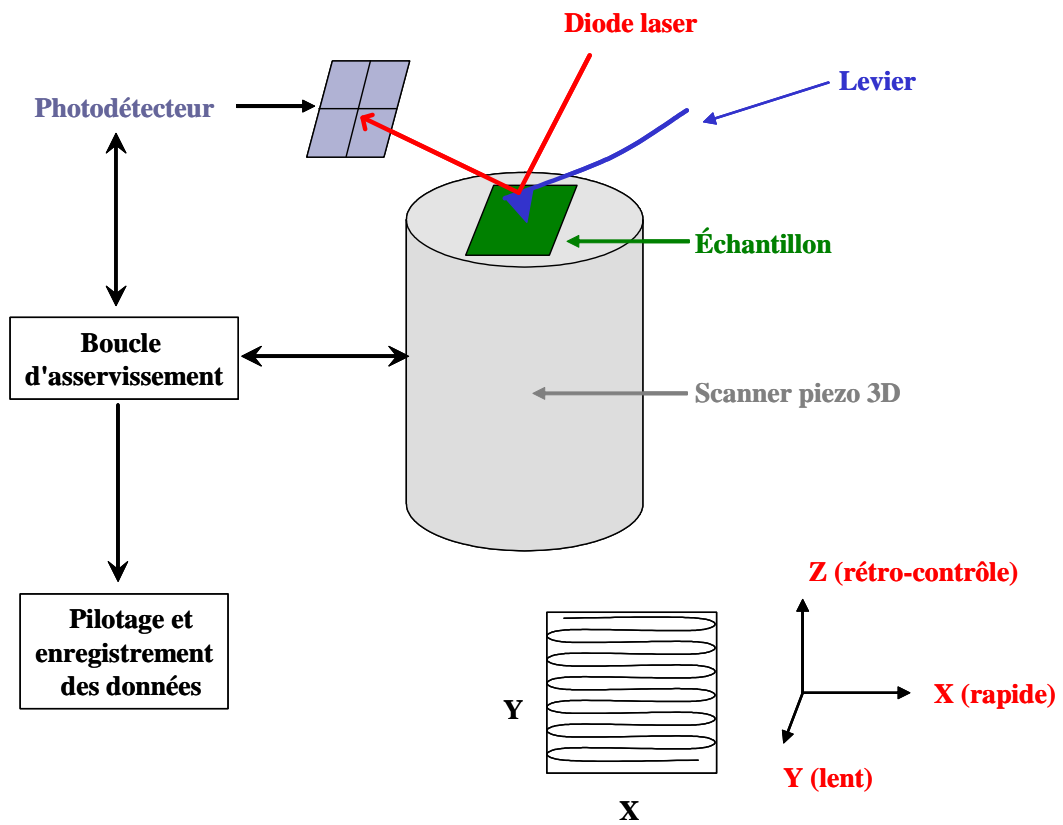 Diode laser
Photodétecteur
Levier
Échantillon
Boucle
d'asservissement
Scanner piezo 3D
Z (rétro-contrôle)
Pilotage et
enregistrement
des données
X (rapide)
Y
Y (lent)
X